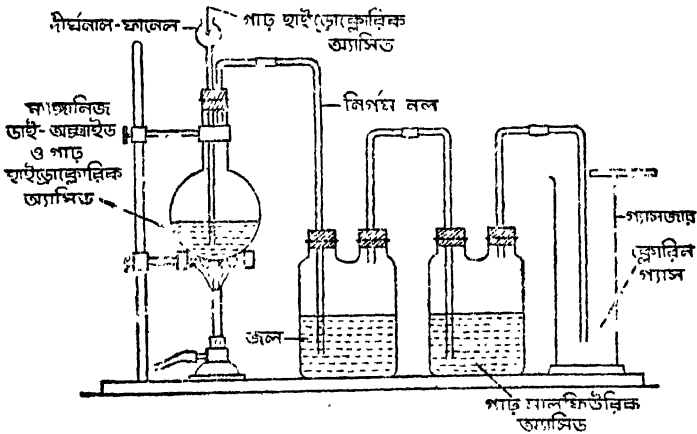 দীর্ঘনাল-ফানেল
গাঢ় হাইড্রোক্লোরিক
অ্যাসিড
ম্যাঙ্গানিজ
ডাই-অক্সাইড
ও গাঢ়
হাইড্রোক্লোরিক
অ্যাসিড
নির্গম নল
গ্যাসজার
ক্লোরিন
গ্যাস
জল
গাঢ় সালফিউরিক
অ্যাসিড